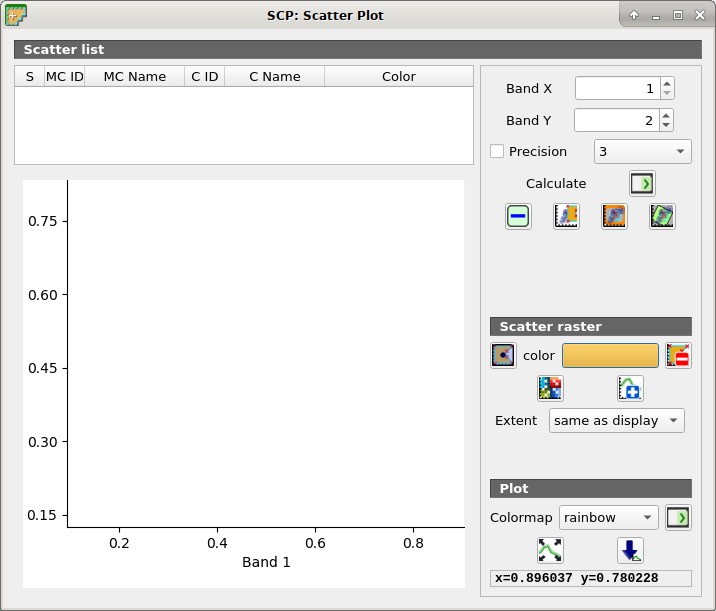 SCP: Scatter Plot
Scatter list
S MC ID MC Name C ID C Name Color
Band X 1
Band Y 2
Precision 3
Calculate
0.75
0.60
0.45
0.30
0.15
0.2 0.4 0.6 0.8
Band 1
Scatter raster
color
Extent same as display
Plot
Colormap rainbow
x=0.896037 y=0.780228